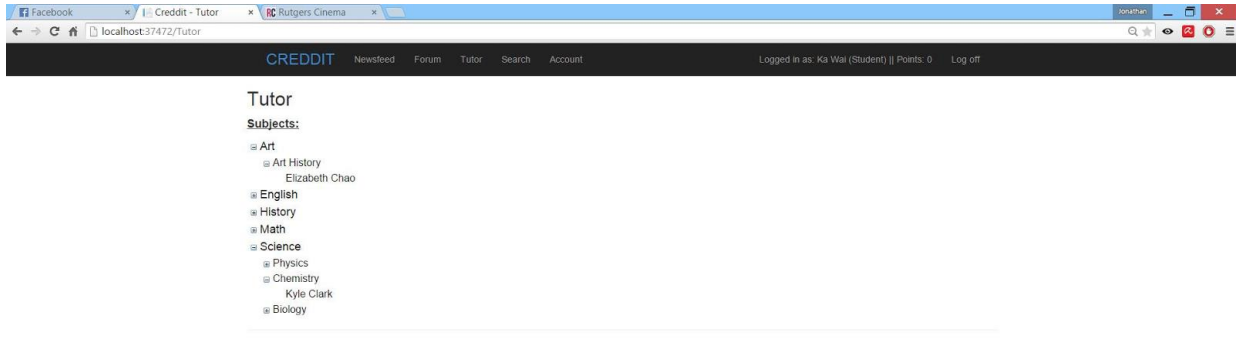 Facebook Creddit - Tutor Rutgers Cinema Jonathan
localhost:37472/Tutor
CREDDIT Newsfeed Forum Tutor Search Account Logged in as: Ka Wai (Student) || Points: 0 Log off
Tutor
Subjects:
Art
Art History
Elizabeth Chao
English
History
Math
Science
Physics
Chemistry
Kyle Clark
Biology